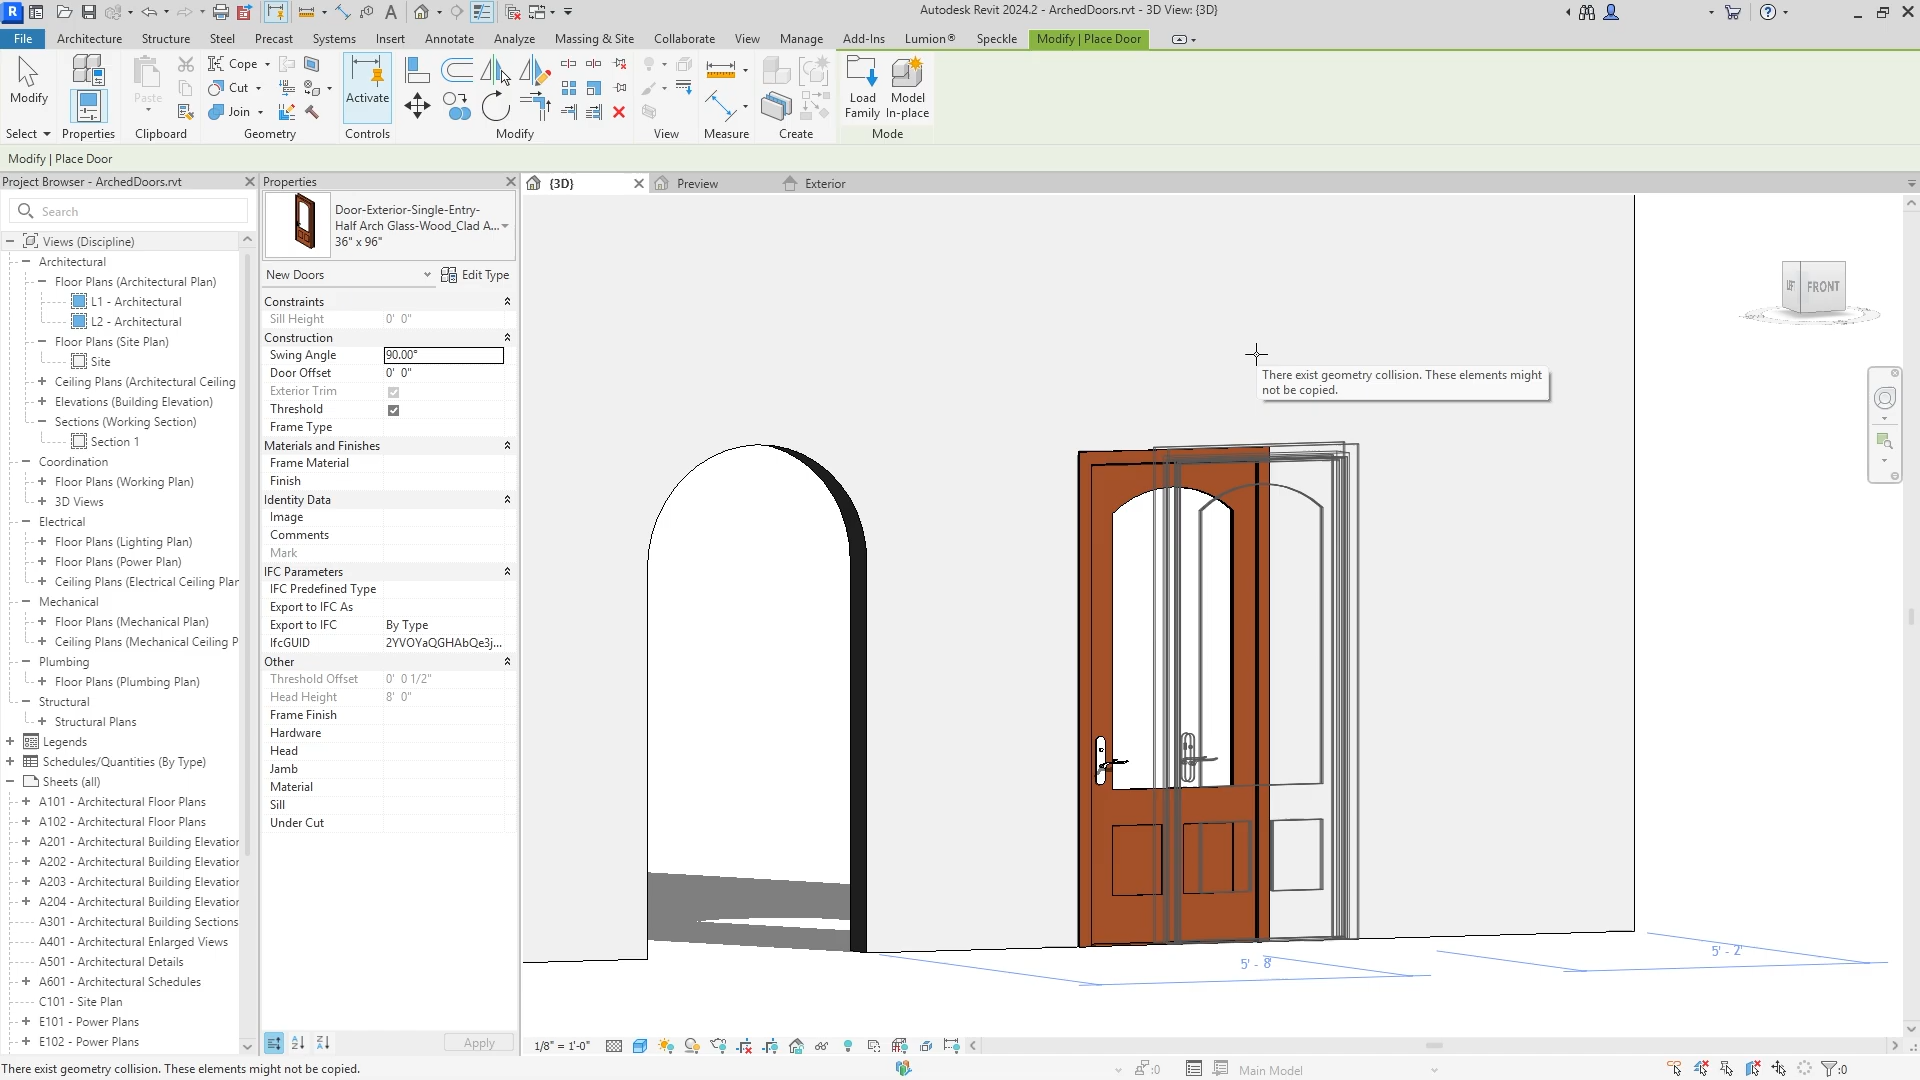 Autodesk Revit 2024.2 - ArchedDoors.rvt - 3D View: {3D}
File Architecture Structure Steel Precast Systems Insert Annotate Analyze Massing & Site Collaborate View Manage Add-Ins Lumion® Speckle Modify | Place Door
Modify
Paste
Cope
Cut
Join
Activate
Load Family
Model In-place
Select Properties Clipboard Geometry Controls Modify View Measure Create Mode
Modify | Place Door
Project Browser - ArchedDoors.rvt
Search
Views (Discipline)
Architectural
Floor Plans (Architectural Plan)
L1 - Architectural
L2 - Architectural
Floor Plans (Site Plan)
Site
Ceiling Plans (Architectural Ceiling
Elevations (Building Elevation)
Sections (Working Section)
Section 1
Coordination
Floor Plans (Working Plan)
3D Views
Electrical
Floor Plans (Lighting Plan)
Floor Plans (Power Plan)
Ceiling Plans (Electrical Ceiling Plar
Mechanical
Floor Plans (Mechanical Plan)
Ceiling Plans (Mechanical Ceiling P
Plumbing
Floor Plans (Plumbing Plan)
Structural
Structural Plans
Legends
Schedules/Quantities (By Type)
Sheets (all)
A101 - Architectural Floor Plans
A102 - Architectural Floor Plans
A201 - Architectural Building Elevatior
A202 - Architectural Building Elevatior
A203 - Architectural Building Elevatior
A204 - Architectural Building Elevatior
A301 - Architectural Building Sections
A401 - Architectural Enlarged Views
A501 - Architectural Details
A601 - Architectural Schedules
C101 - Site Plan
E101 - Power Plans
E102 - Power Plans
Properties
Door-Exterior-Single-Entry-
Half Arch Glass-Wood_Clad A...
36" x 96"
New Doors Edit Type
Constraints
Sill Height 0' 0"
Construction
Swing Angle 90.00°
Door Offset 0' 0"
Exterior Trim
Threshold
Frame Type
Materials and Finishes
Frame Material
Finish
Identity Data
Image
Comments
Mark
IFC Parameters
IFC Predefined Type
Export to IFC As
Export to IFC By Type
IfcGUID 2YVOYaQGHAbQe3j...
Other
Threshold Offset 0' 0 1/2"
Head Height 8' 0"
Frame Finish
Hardware
Head
Jamb
Material
Sill
Under Cut
Apply
{3D} Preview Exterior
FRONT
There exist geometry collision. These elements might
not be copied.
5' - 8"
5' - 2"
1/8" = 1'-0"
There exist geometry collision. These elements might not be copied.
:0
Main Model
:0